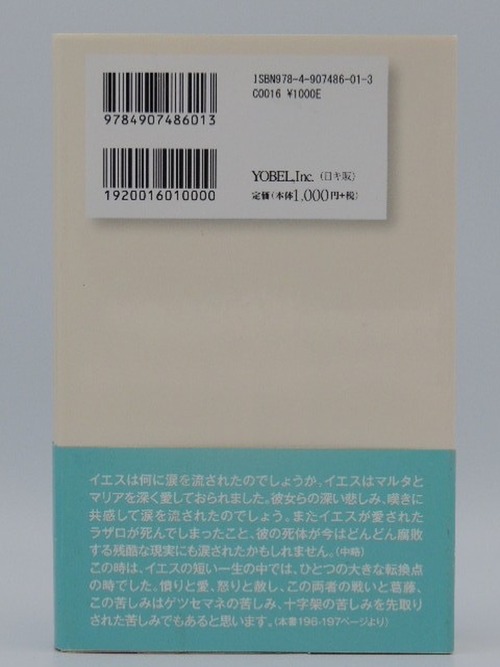 ISBN978-4-907486-01-3
C0016 ¥1000E
9784907486013
YOBEL,Inc. (日キ販)
定価(本体1,000円+税)
1920016010000
イエスは何に涙を流されたのでしょうか。イエスはマルタと
マリアを深く愛しておられました。彼女らの深い悲しみ、嘆きに
共感して涙を流されたのでしょう。またイエスが愛された
ラザロが死んでしまったこと、彼の死体が今はどんどん腐敗
する残酷な現実にも涙されたかもしれません。(中略)
この時は、イエスの短い一生の中では、ひとつの大きな転換点
の時でした。憤りと愛、怒りと赦し、この両者の戦いと葛藤、
この苦しみはゲツセマネの苦しみ、十字架の苦しみを先取り
された苦しみでもあると思います。(本書196-197ページより)